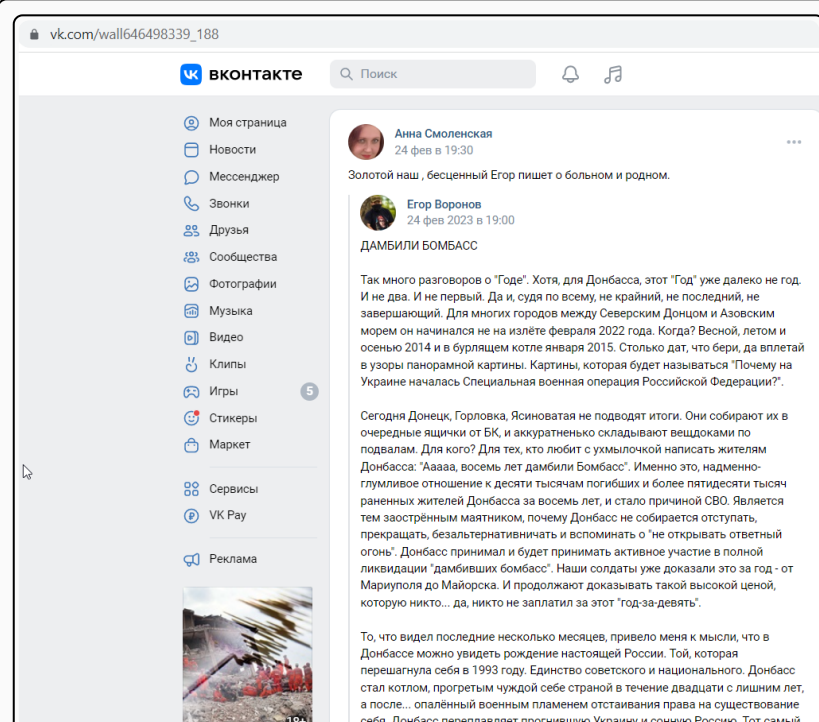 vk.com/wall646498339_188
вконтакте
Поиск
Моя страница
Новости
Мессенджер
Звонки
Друзья
Сообщества
Фотографии
Музыка
Видео
Клипы
Игры
5
Стикеры
Маркет
Сервисы
VK Pay
Реклама
18+
Анна Смоленская
24 фев в 19:30
Золотой наш , бесценный Егор пишет о больном и родном.
Егор Воронов
24 фев 2023 в 19:00
ДАМБИЛИ БОМБАСС
Так много разговоров о "Годе". Хотя, для Донбасса, этот "Год" уже далеко не год.
И не два. И не первый. Да и, судя по всему, не крайний, не последний, не
завершающий. Для многих городов между Северским Донцом и Азовским
морем он начинался не на излёте февраля 2022 года. Когда? Весной, летом и
осенью 2014 и в бурлящем котле января 2015. Столько дат, что бери, да вплетай
в узоры панорамной картины. Картины, которая будет называться "Почему на
Украине началась Специальная военная операция Российской Федерации?".
Сегодня Донецк, Горловка, Ясиноватая не подводят итоги. Они собирают их в
очередные ящички от БК, и аккуратненько складывают вещдоками по
подвалам. Для кого? Для тех, кто любит с ухмылочкой написать жителям
Донбасса: "Ааааа, восемь лет дамбили Бомбасс". Именно это, надменно-
глумливое отношение к десяти тысячам погибших и более пятидесяти тысяч
раненных жителей Донбасса за восемь лет, и стало причиной СВО. Является
тем заострённым маятником, почему Донбасс не собирается отступать,
прекращать, безальтернативничать и вспоминать о "не открывать ответный
огонь". Донбасс принимал и будет принимать активное участие в полной
ликвидации "дамбивших бомбасс". Наши солдаты уже доказали это за год - от
Мариуполя до Майорска. И продолжают доказывать такой высокой ценой,
которую никто... да, никто не заплатил за этот "год-за-девять".
То, что видел последние несколько месяцев, привело меня к мысли, что в
Донбассе можно увидеть рождение настоящей России. Той, которая
перешагнула себя в 1993 году. Единство советского и национального. Донбасс
стал котлом, прогретым чуждой себе страной в течение двадцати с лишним лет,
а после... опалённый военным пламенем отстаивания права на существование
себя. Донбасс переплавляет прогнившую Украину и сонную Россию. Тот самый